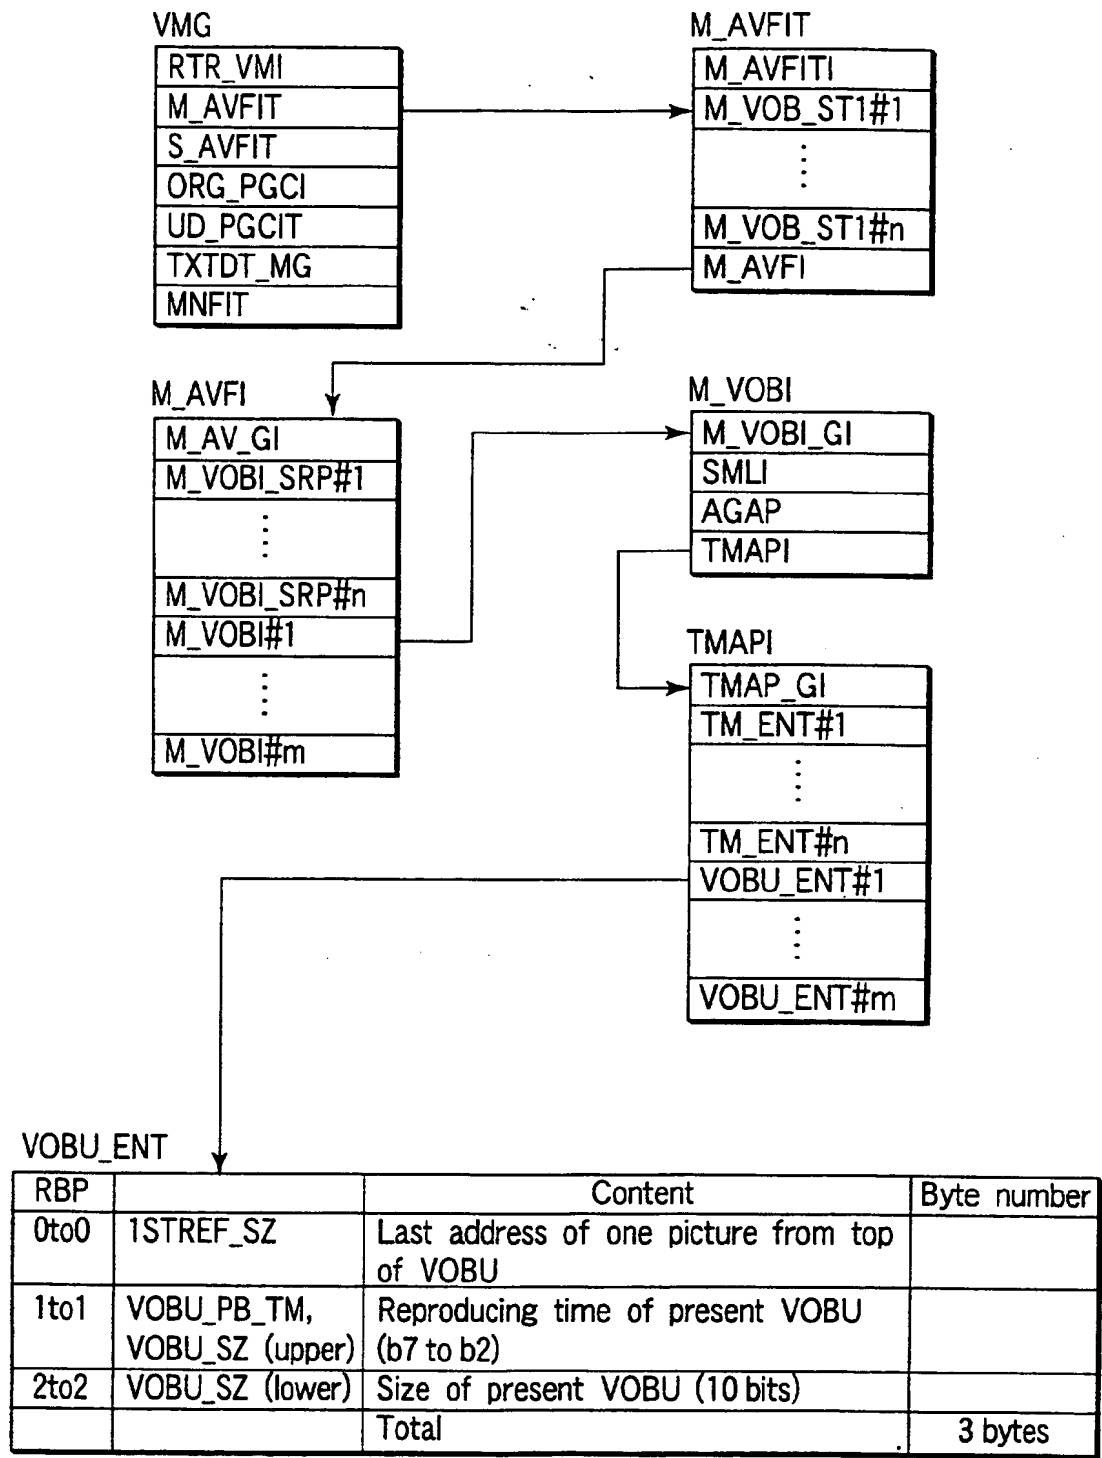 VMG
RTR_VMI
M_AVFIT
S_AVFIT
ORG_PGCI
UD_PGCIT
TXTDT_MG
MNFIT
M_AVFIT
M_AVFITI
M_VOB_ST1#1
M_VOB_ST1#n
M_AVFI
M_AVFI
M_AV_GI
M_VOBI_SRP#1
M_VOBI_SRP#n
M_VOBI#1
M_VOBI#m
M_VOBI
M_VOBI_GI
SMLI
AGAP
TMAPI
TMAPI
TMAP_GI
TM_ENT#1
TM_ENT#n
VOBU_ENT#1
VOBU_ENT#m
VOBU_ENT
RBP Content Byte number
0to0 1STREF_SZ Last address of one picture from top
of VOBU
1to1 VOBU_PB_TM, Reproducing time of present VOBU
VOBU_SZ (upper) (b7 to b2)
2to2 VOBU_SZ (lower) Size of present VOBU (10 bits)
Total 3 bytes